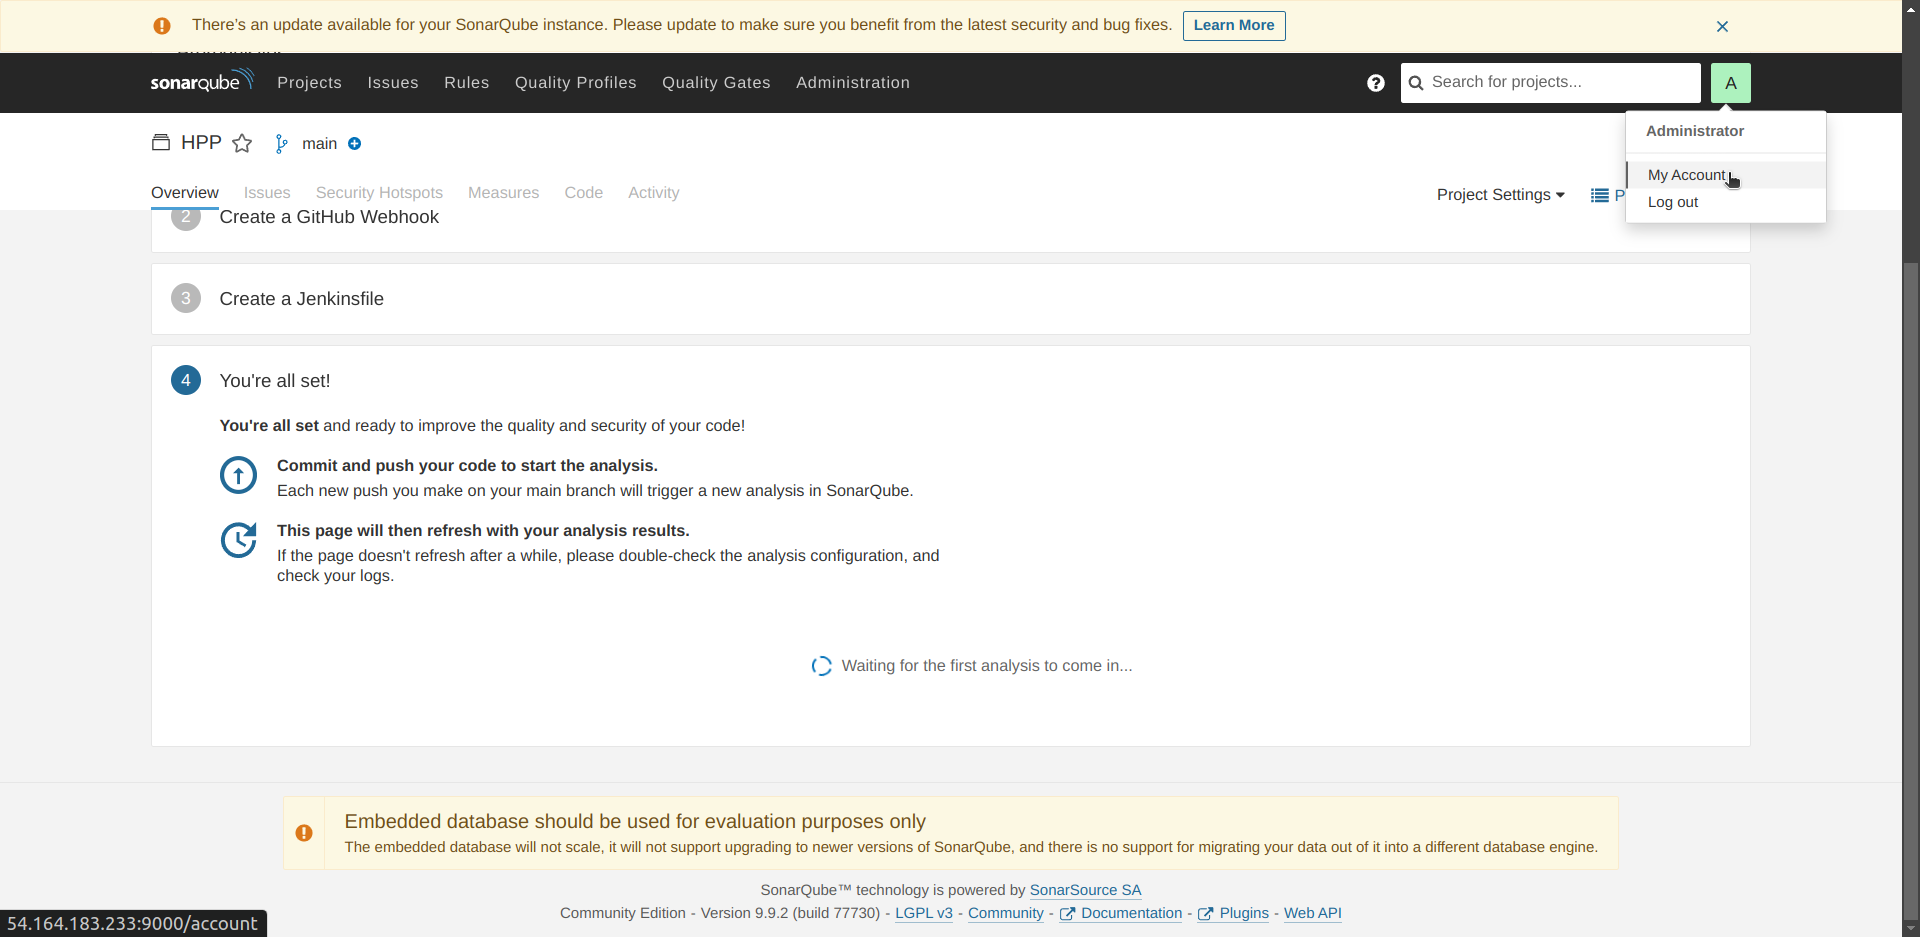 There's an update available for your SonarQube instance. Please update to make sure you benefit from the latest security and bug fixes. Learn More
sonarqube Projects Issues Rules Quality Profiles Quality Gates Administration Search for projects... A
Administrator
HPP main
My Account
Overview Issues Security Hotspots Measures Code Activity Project Settings P
Log out
2 Create a GitHub Webhook
3 Create a Jenkinsfile
4 You're all set!
You're all set and ready to improve the quality and security of your code!
Commit and push your code to start the analysis.
Each new push you make on your main branch will trigger a new analysis in SonarQube.
This page will then refresh with your analysis results.
If the page doesn't refresh after a while, please double-check the analysis configuration, and
check your logs.
Waiting for the first analysis to come in...
Embedded database should be used for evaluation purposes only
The embedded database will not scale, it will not support upgrading to newer versions of SonarQube, and there is no support for migrating your data out of it into a different database engine.
SonarQube™ technology is powered by SonarSource SA
Community Edition - Version 9.9.2 (build 77730) - LGPL v3 - Community - Documentation - Plugins - Web API
54.164.183.233:9000/account